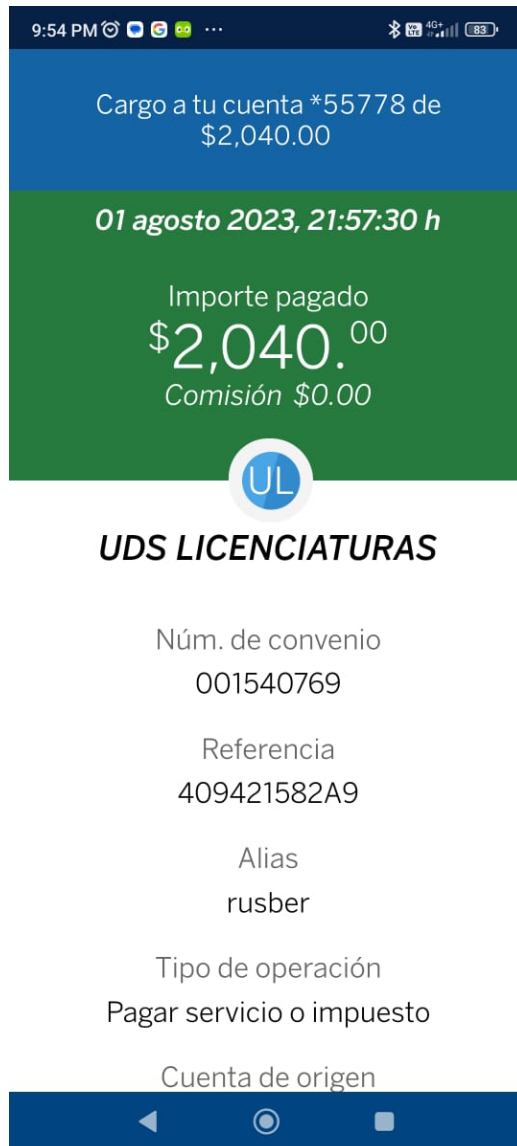 9:54 PM
4G+
83
Cargo a tu cuenta *55778 de
$2,040.00
01 agosto 2023, 21:57:30 h
Importe pagado
$2,040.00
Comisión $0.00
UL
UDS LICENCIATURAS
Núm. de convenio
001540769
Referencia
409421582A9
Alias
rusber
Tipo de operación
Pagar servicio o impuesto
Cuenta de origen